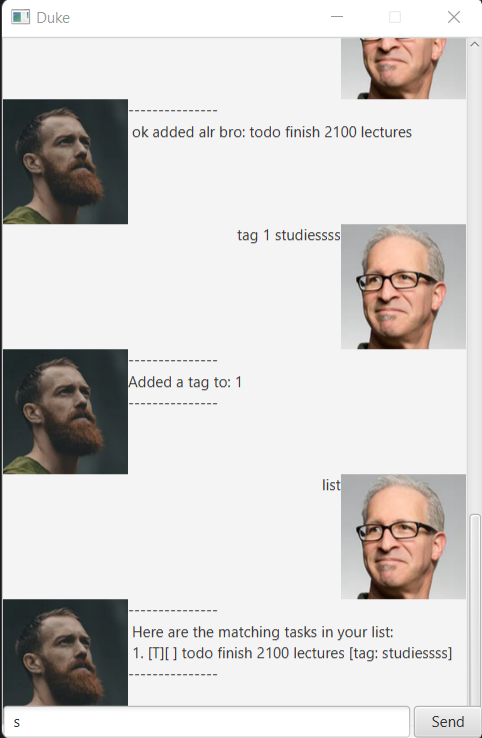 Duke
---------------
ok added alr bro: todo finish 2100 lectures
tag 1 studiessss
---------------
Added a tag to: 1
---------------
list
---------------
Here are the matching tasks in your list:
1. [T][ ] todo finish 2100 lectures [tag: studiessss]
---------------
s
Send